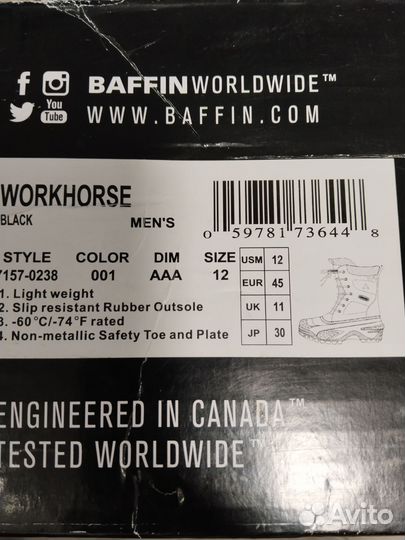 BAFFINWORLDWIDE™
You Tube
WWW.BAFFIN.COM
WORKHORSE
BLACK
MEN'S
0 59781 73644 8
STYLE COLOR DIM SIZE
7157-0238 001 AAA 12
USM 12
EUR 45
UK 11
JP 30
1. Light weight
2. Slip resistant Rubber Outsole
3. -60°C/-74°F rated
4. Non-metallic Safety Toe and Plate
ENGINEERED IN CANADA™
TESTED WORLDWIDE™
Avito